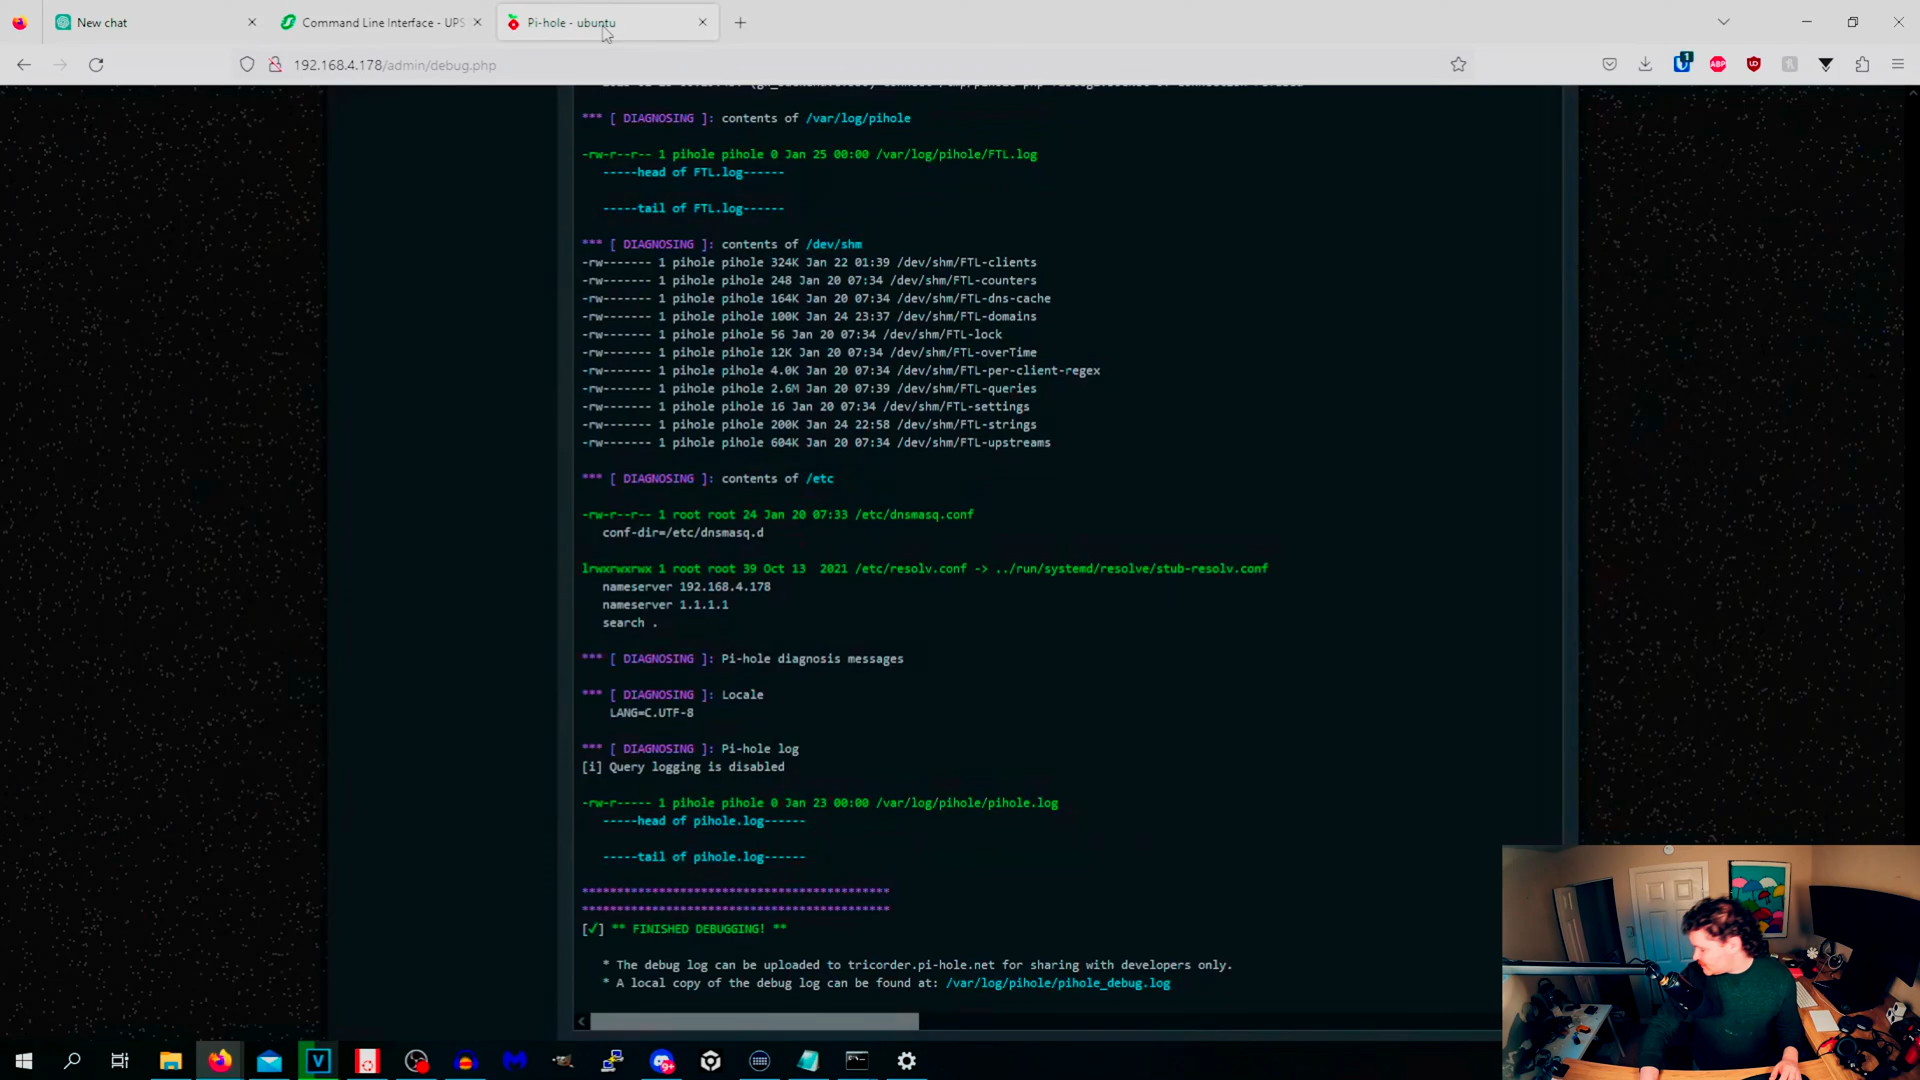 New chat
Command Line Interface - UPS
Pi-hole - ubuntu
192.168.4.178/admin/debug.php
1
ABP
*** [ DIAGNOSING ]: contents of /var/log/pihole
-rw-r--r-- 1 pihole pihole 0 Jan 25 00:00 /var/log/pihole/FTL.log
-----head of FTL.log------
-----tail of FTL.log------
*** [ DIAGNOSING ]: contents of /dev/shm
-rw------- 1 pihole pihole 324K Jan 22 01:39 /dev/shm/FTL-clients
-rw------- 1 pihole pihole 248 Jan 20 07:34 /dev/shm/FTL-counters
-rw------- 1 pihole pihole 164K Jan 20 07:34 /dev/shm/FTL-dns-cache
-rw------- 1 pihole pihole 100K Jan 24 23:37 /dev/shm/FTL-domains
-rw------- 1 pihole pihole 56 Jan 20 07:34 /dev/shm/FTL-lock
-rw------- 1 pihole pihole 12K Jan 20 07:34 /dev/shm/FTL-overTime
-rw------- 1 pihole pihole 4.0K Jan 20 07:34 /dev/shm/FTL-per-client-regex
-rw------- 1 pihole pihole 2.6M Jan 20 07:39 /dev/shm/FTL-queries
-rw------- 1 pihole pihole 16 Jan 20 07:34 /dev/shm/FTL-settings
-rw------- 1 pihole pihole 200K Jan 24 22:58 /dev/shm/FTL-strings
-rw------- 1 pihole pihole 604K Jan 20 07:34 /dev/shm/FTL-upstreams
*** [ DIAGNOSING ]: contents of /etc
-rw-r--r-- 1 root root 24 Jan 20 07:33 /etc/dnsmasq.conf
conf-dir=/etc/dnsmasq.d
lrwxrwxrwx 1 root root 39 Oct 13  2021 /etc/resolv.conf -> ../run/systemd/resolve/stub-resolv.conf
nameserver 192.168.4.178
nameserver 1.1.1.1
search .
*** [ DIAGNOSING ]: Pi-hole diagnosis messages
*** [ DIAGNOSING ]: Locale
LANG=C.UTF-8
*** [ DIAGNOSING ]: Pi-hole log
[i] Query logging is disabled
-rw-r----- 1 pihole pihole 0 Jan 23 00:00 /var/log/pihole/pihole.log
-----head of pihole.log------
-----tail of pihole.log------
********************************************
********************************************
[✓] ** FINISHED DEBUGGING! **
* The debug log can be uploaded to tricorder.pi-hole.net for sharing with developers only.
* A local copy of the debug log can be found at: /var/log/pihole/pihole_debug.log
V
9+